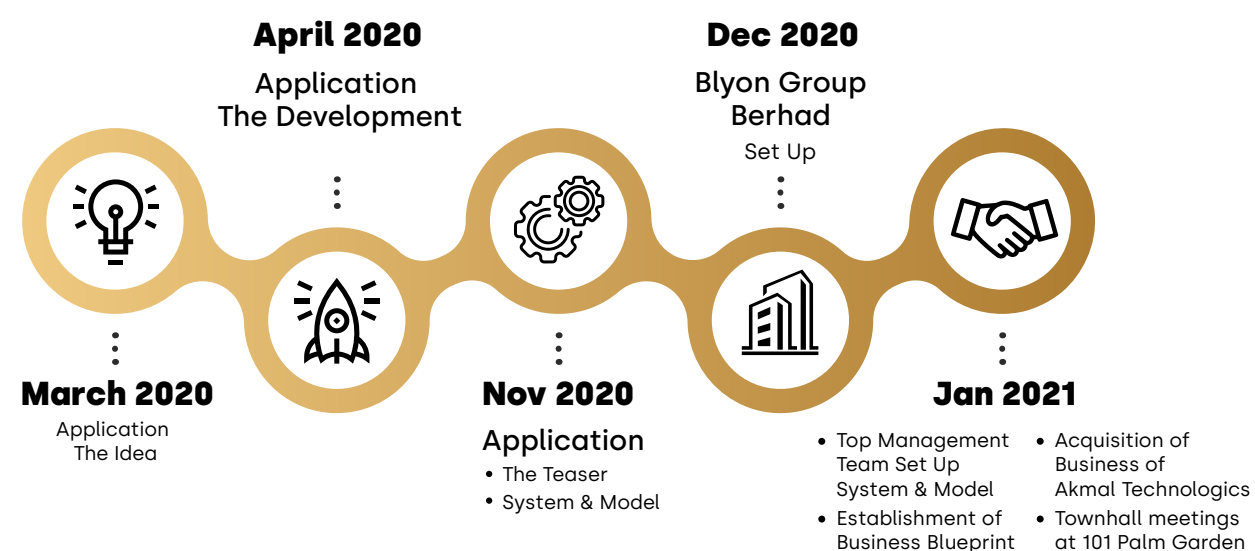 April 2020
Application
The Development
Dec 2020
Blyon Group
Berhad
Set Up
March 2020
Application
The Idea
Nov 2020
Application
• The Teaser
• System & Model
Jan 2021
• Top Management
Team Set Up
System & Model
• Establishment of
Business Blueprint
• Acquisition of
Business of
Akmal Technologics
• Townhall meetings
at 101 Palm Garden